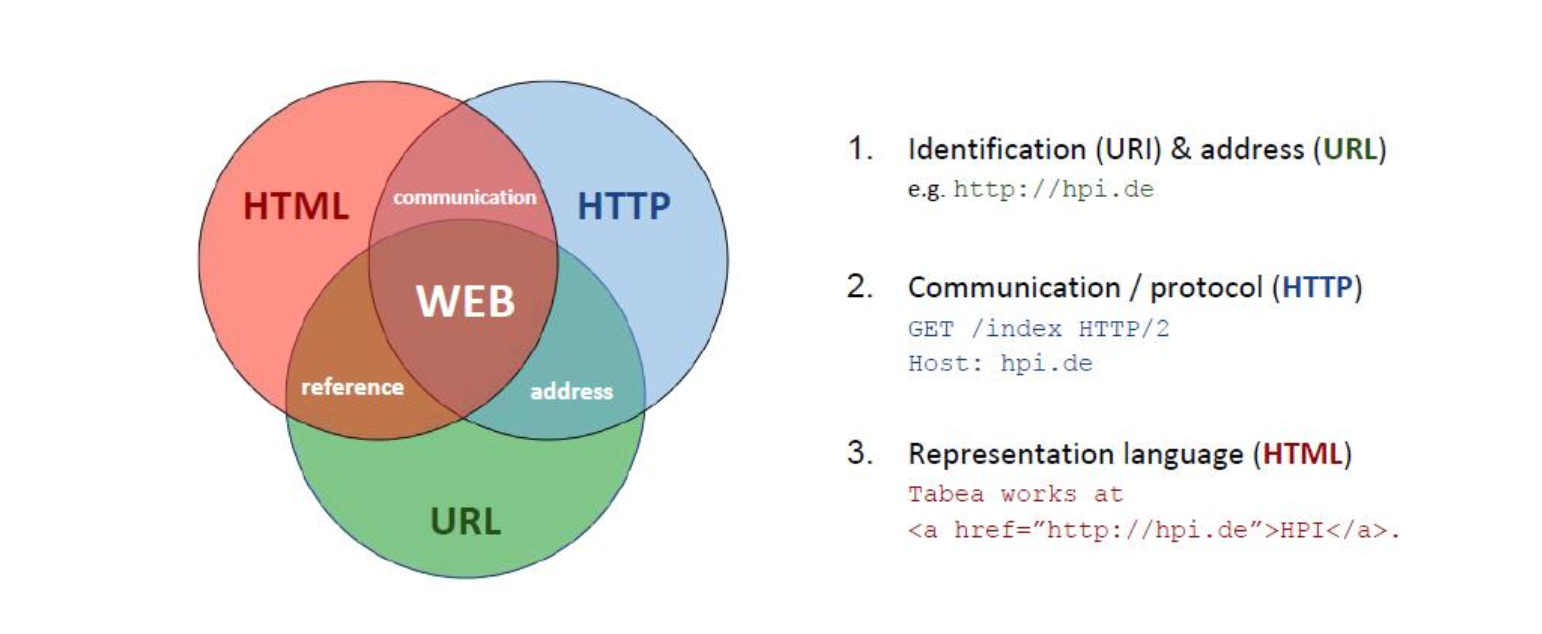 HTML
communication
HTTP
WEB
reference
address
URL
1. Identification (URI) & address (URL)
e.g. http://hpi.de
2. Communication / protocol (HTTP)
GET /index HTTP/2
Host: hpi.de
3. Representation language (HTML)
Tabea works at
<a href=”http://hpi.de”>HPI</a>.